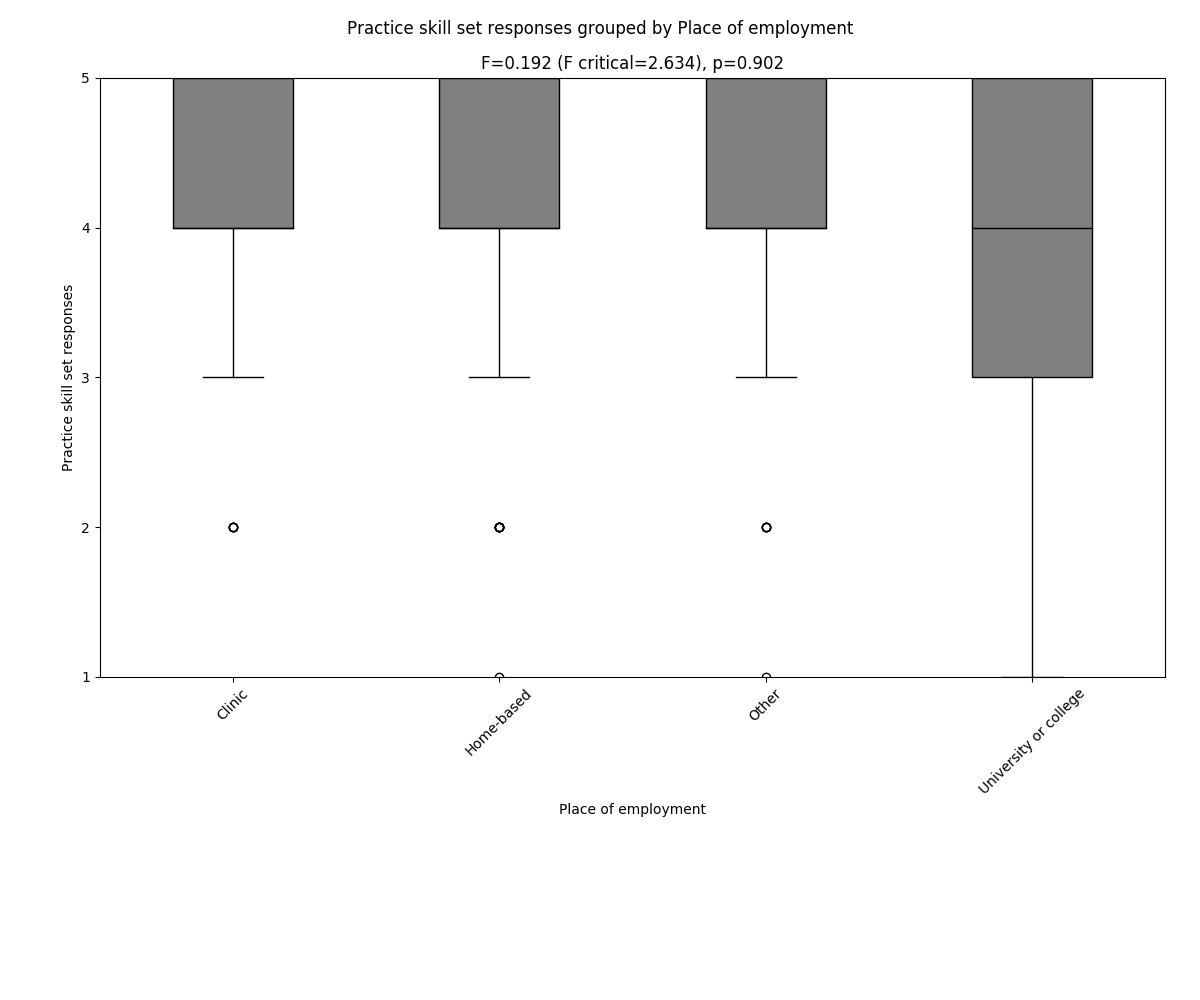 Practice skill set responses grouped by Place of employment
F=0.192 (F critical=2.634), p=0.902
5
4
3
2
1
Practice skill set responses
Clinic
Home-based
Other
University or college
Place of employment